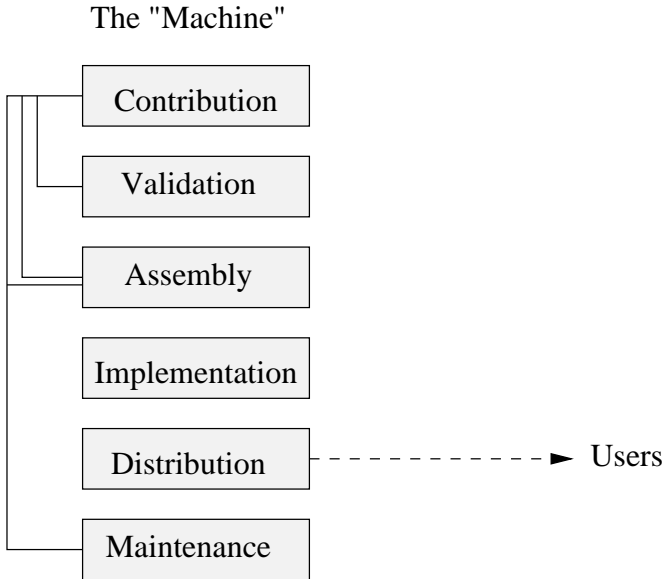 The "Machine"
Contribution
Validation
Assembly
Implementation
Distribution
Users
Maintenance